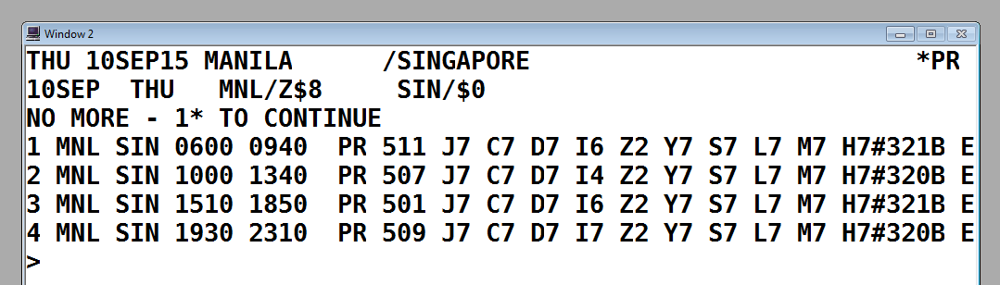 Window 2
THU 10SEP15 MANILA      /SINGAPORE                          *PR
10SEP  THU   MNL/Z$8      SIN/$0
NO MORE - 1* TO CONTINUE
1 MNL SIN 0600 0940  PR 511 J7 C7 D7 I6 Z2 Y7 S7 L7 M7 H7#321B E
2 MNL SIN 1000 1340  PR 507 J7 C7 D7 I4 Z2 Y7 S7 L7 M7 H7#320B E
3 MNL SIN 1510 1850  PR 501 J7 C7 D7 I6 Z2 Y7 S7 L7 M7 H7#321B E
4 MNL SIN 1930 2310  PR 509 J7 C7 D7 I7 Z2 Y7 S7 L7 M7 H7#320B E
>